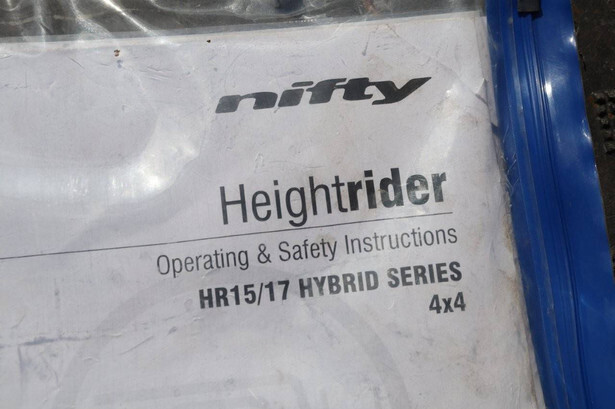 nifty
Heightrider
Operating & Safety Instructions
HR15/17 HYBRID SERIES
4x4